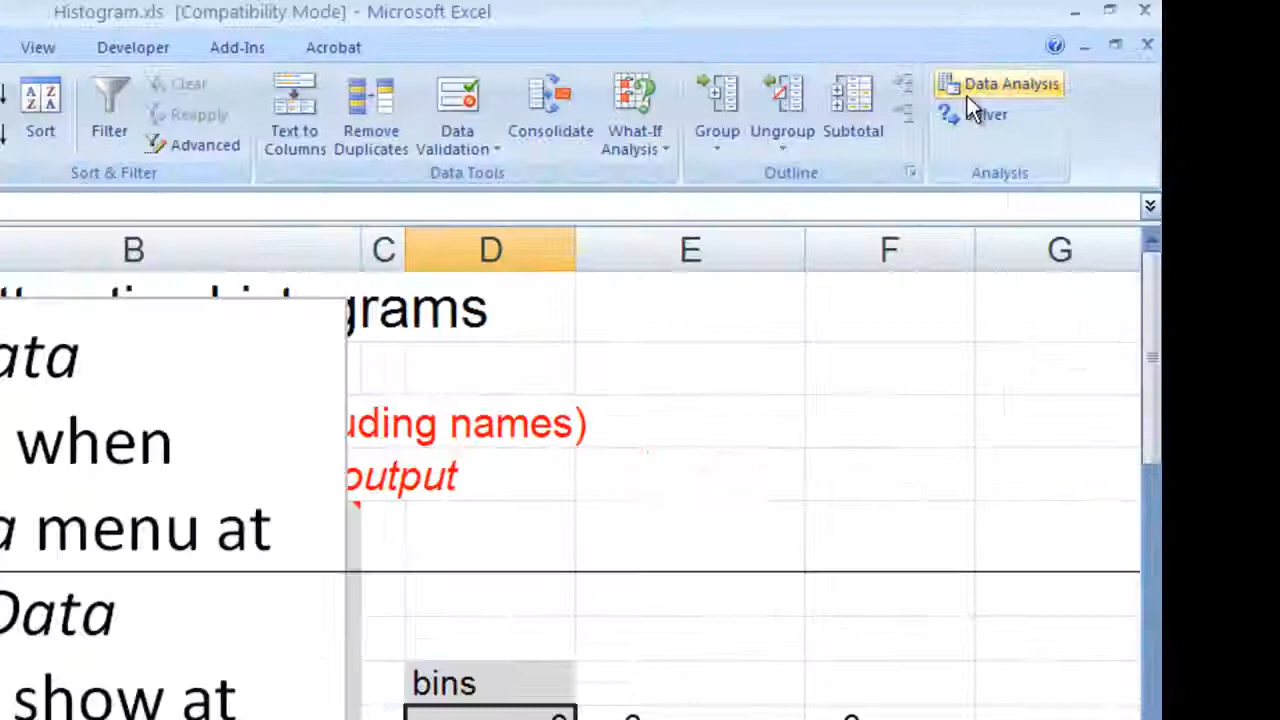 Histogram.xls [Compatibility Mode] - Microsoft Excel
View Developer Add-Ins Acrobat
Sort
Filter
Clear
Reapply
Advanced
Text to Columns
Remove Duplicates
Data Validation
Consolidate
What-If Analysis
Group
Ungroup
Subtotal
Data Analysis
Sort & Filter Data Tools Outline Analysis
B C D E F G
grams
ata
uding names)
when
output
a menu at
Data
bins
show at